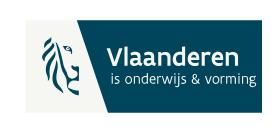 Vlaanderen
is onderwijs & vorming